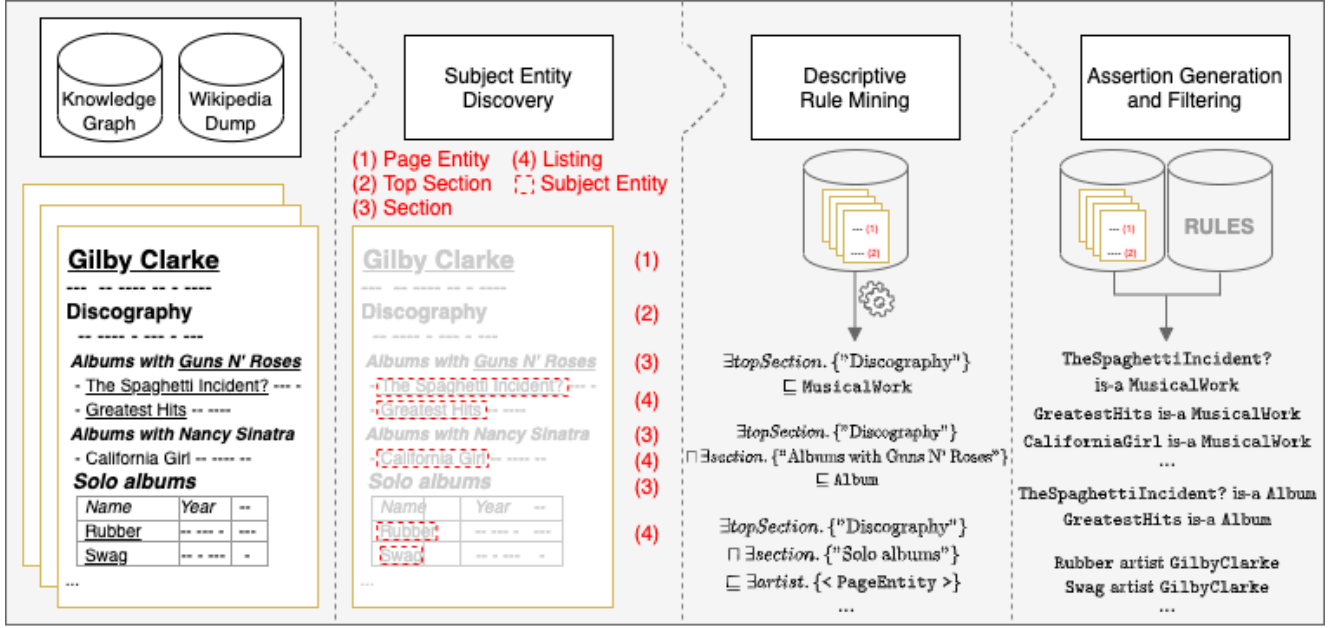 Knowledge
Graph
Wikipedia
Dump
Gilby Clarke
--- -- ---- -- - ----
Discography
-- ---- - --- - ---
Albums with Guns N' Roses
- The Spaghetti Incident? --- -
- Greatest Hits -- ----
Albums with Nancy Sinatra
- California Girl -- -- - ----
Solo albums
Name Year --
Rubber -- --- - ---
Swag -- - --- -
...
Subject Entity
Discovery
(1) Page Entity (4) Listing
(2) Top Section Subject Entity
(3) Section
Gilby Clarke (1)
--- -- ---- -- - ----
Discography (2)
-- ---- - --- - ---
Albums with Guns N' Roses (3)
- The Spaghetti Incident? --- -
(4)
- Greatest Hits -- ----
Albums with Nancy Sinatra (3)
- California Girl -- -- - ---- (4)
Solo albums (3)
Name Year --
Rubber -- --- - --- (4)
Swag -- - --- -
...
Descriptive
Rule Mining
--- (1)
---- (2)
∃topSection. {"Discography"}
⊑ MusicalWork
∃topSection. {"Discography"}
⊓ ∃section. {"Albums with Guns N' Roses"}
⊑ Album
∃topSection. {"Discography"}
⊓ ∃section. {"Solo albums"}
⊑ ∃artist. {< PageEntity >}
...
Assertion Generation
and Filtering
--- (1)
---- (2)
RULES
TheSpaghettiIncident?
is-a MusicalWork
GreatestHits is-a MusicalWork
CaliforniaGirl is-a MusicalWork
...
TheSpaghettiIncident? is-a Album
GreatestHits is-a Album
Rubber artist GilbyClarke
Swag artist GilbyClarke
...